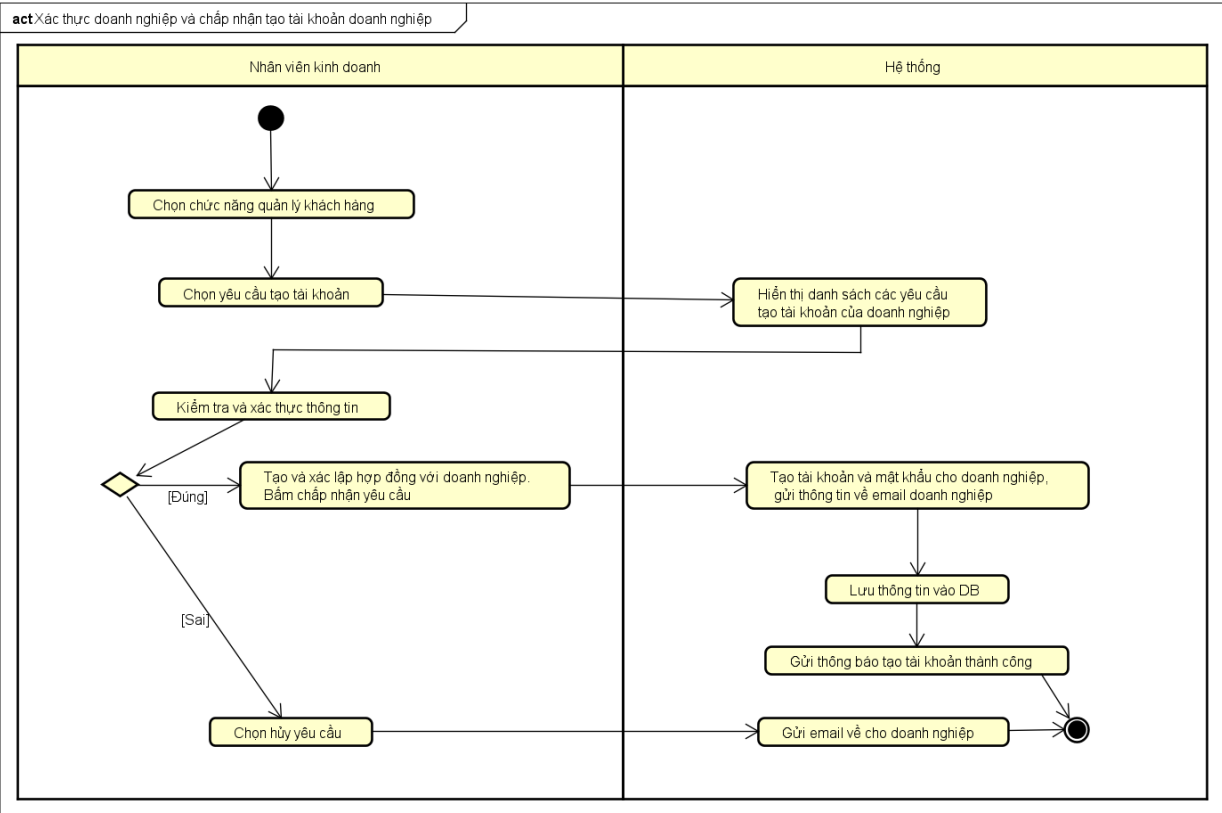 act Xác thực doanh nghiệp và chấp nhận tạo tài khoản doanh nghiệp
Nhân viên kinh doanh
Hệ thống
Chọn chức năng quản lý khách hàng
Chọn yêu cầu tạo tài khoản
Hiển thị danh sách các yêu cầu
tạo tài khoản của doanh nghiệp
Kiểm tra và xác thực thông tin
Tạo và xác lập hợp đồng với doanh nghiệp.
Bấm chấp nhận yêu cầu
[Đúng]
Tạo tài khoản và mật khẩu cho doanh nghiệp,
gửi thông tin về email doanh nghiệp
Lưu thông tin vào DB
[Sai]
Gửi thông báo tạo tài khoản thành công
Chọn hủy yêu cầu
Gửi email về cho doanh nghiệp